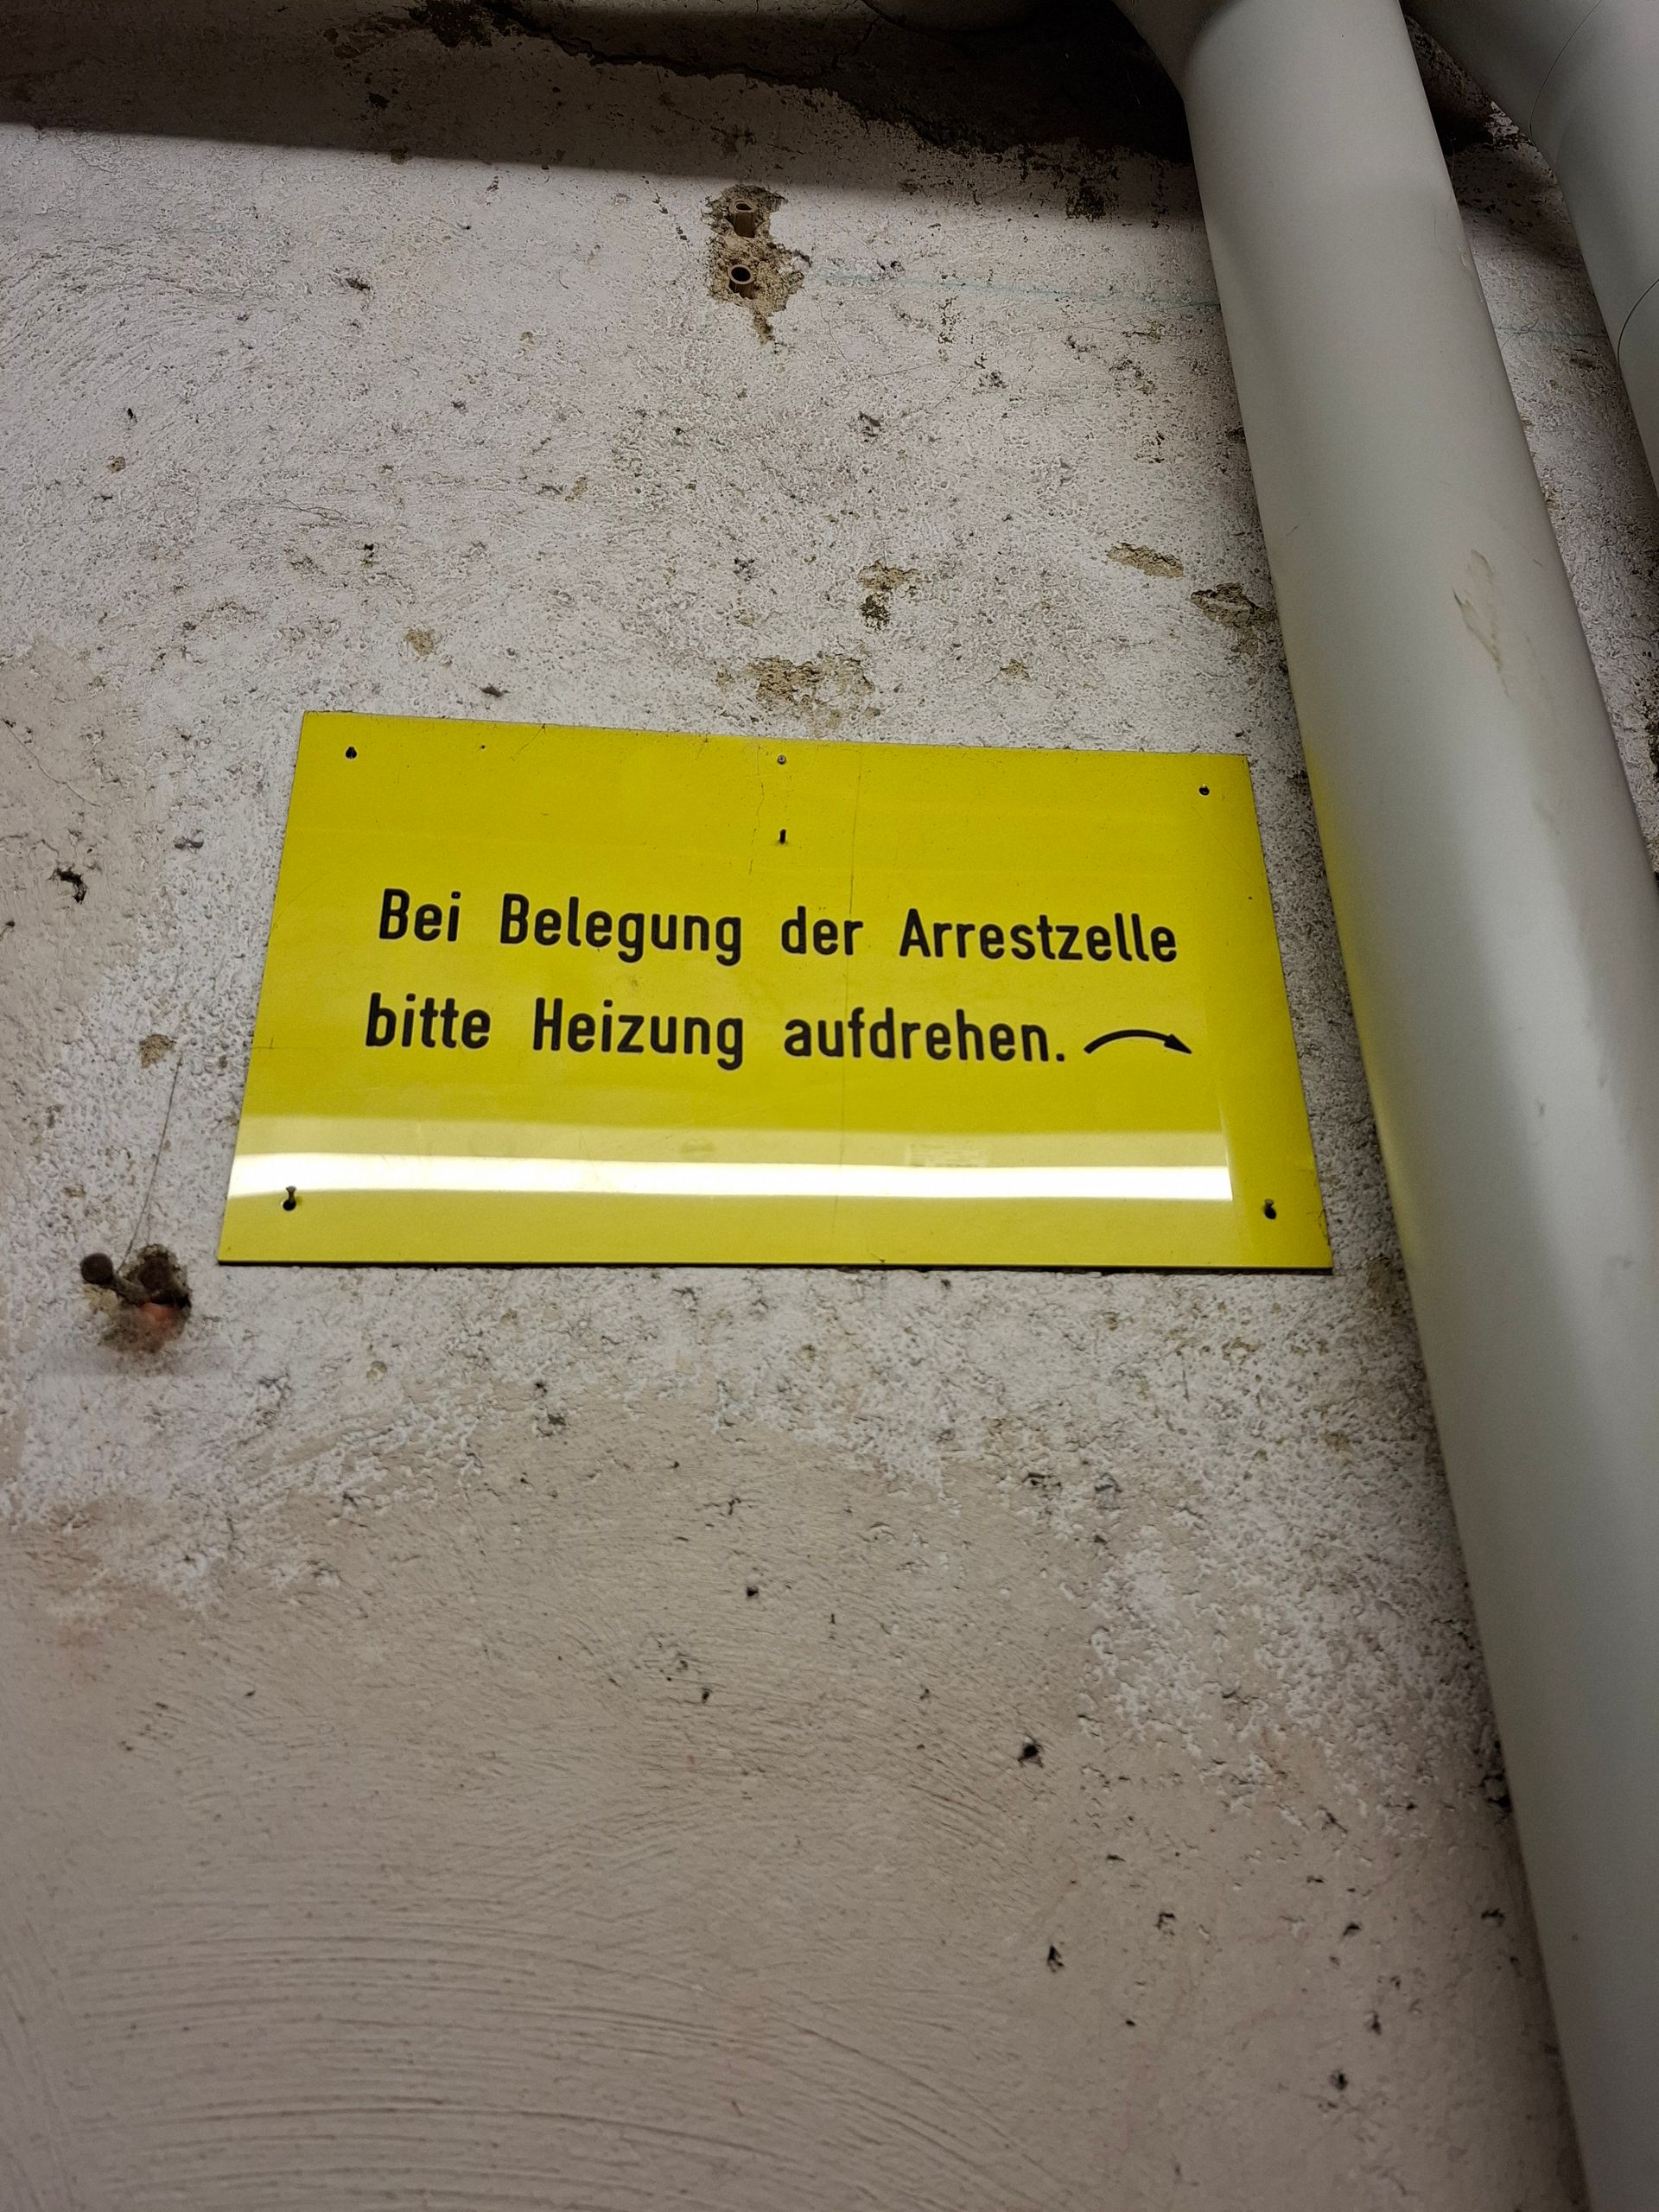 Bei Belegung der Arrestzelle
bitte Heizung aufdrehen.